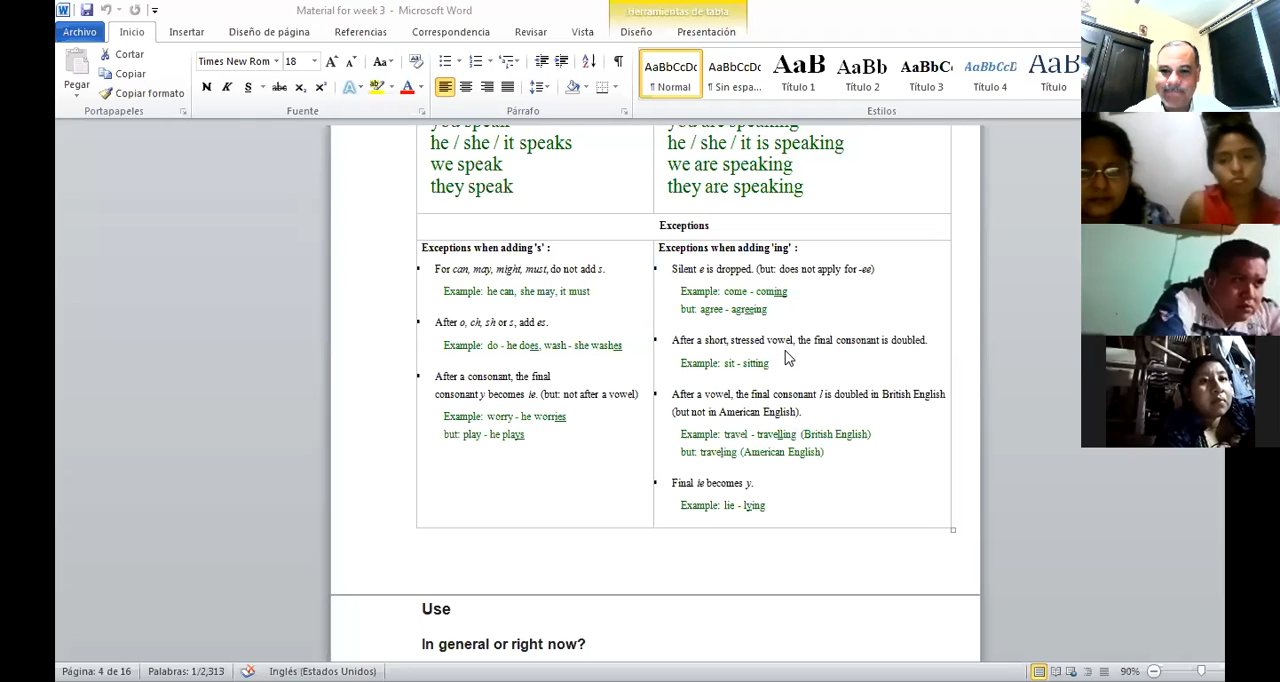 Material for week 3 - Microsoft Word
Herramientas de tabla
Archivo Inicio Insertar Diseño de página Referencias Correspondencia Revisar Vista Diseño Presentación
Pegar
Cortar
Copiar
Copiar formato
Times New Rom 18
N K S abc x₂ x²
AaBbCcDc AaBbCcDc AaB AaBb AaBbC AaBbCcD AaBb
¶ Normal ¶ Sin espa... Título 1 Título 2 Título 3 Título 4 Título
Portapapeles Fuente Párrafo Estilos
you speak
he / she / it speaks
we speak
they speak
you are speaking
he / she / it is speaking
we are speaking
they are speaking
Exceptions
Exceptions when adding 's' :
For can, may, might, must, do not add s.
Example: he can, she may, it must
After o, ch, sh or s, add es.
Example: do - he does, wash - she washes
After a consonant, the final
consonant y becomes ie. (but: not after a vowel)
Example: worry - he worries
but: play - he plays
Exceptions when adding 'ing' :
Silent e is dropped. (but: does not apply for -ee)
Example: come - coming
but: agree - agreeing
After a short, stressed vowel, the final consonant is doubled.
Example: sit - sitting
After a vowel, the final consonant l is doubled in British English
(but not in American English).
Example: travel - travelling (British English)
but: traveling (American English)
Final ie becomes y.
Example: lie - lying
Use
In general or right now?
Página: 4 de 16 Palabras: 1/2,313 Inglés (Estados Unidos) 90%